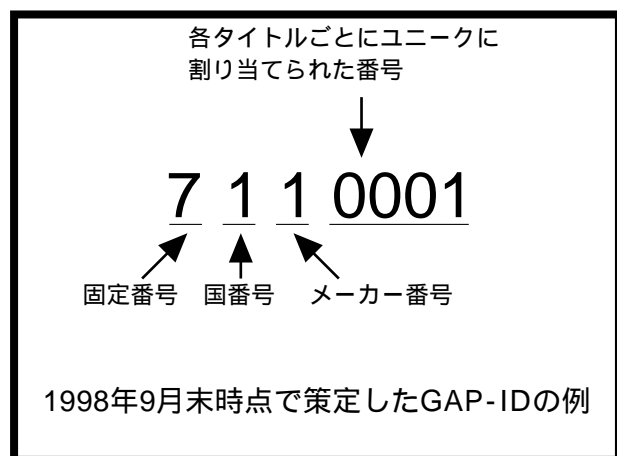 各タイトルごとにユニークに
割り当てられた番号
7 1 1 0001
固定番号 国番号 メーカー番号
1998年9月末時点で策定したGAP-IDの例